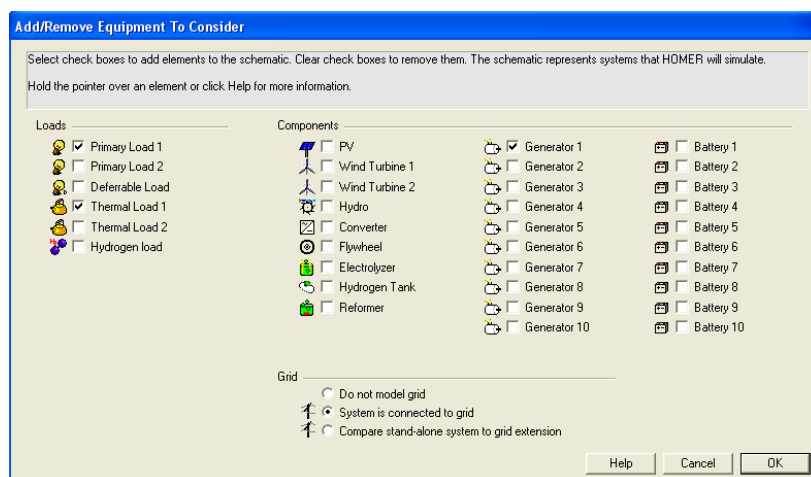 Add/Remove Equipment To Consider
Select check boxes to add elements to the schematic. Clear check boxes to remove them. The schematic represents systems that HOMER will simulate.
Hold the pointer over an element or click Help for more information.
Loads
Primary Load 1
Primary Load 2
Deferrable Load
Thermal Load 1
Thermal Load 2
Hydrogen load
Components
PV
Wind Turbine 1
Wind Turbine 2
Hydro
Converter
Flywheel
Electrolyzer
Hydrogen Tank
Reformer
Generator 1
Generator 2
Generator 3
Generator 4
Generator 5
Generator 6
Generator 7
Generator 8
Generator 9
Generator 10
Battery 1
Battery 2
Battery 3
Battery 4
Battery 5
Battery 6
Battery 7
Battery 8
Battery 9
Battery 10
Grid
Do not model grid
System is connected to grid
Compare stand-alone system to grid extension
Help
Cancel
OK